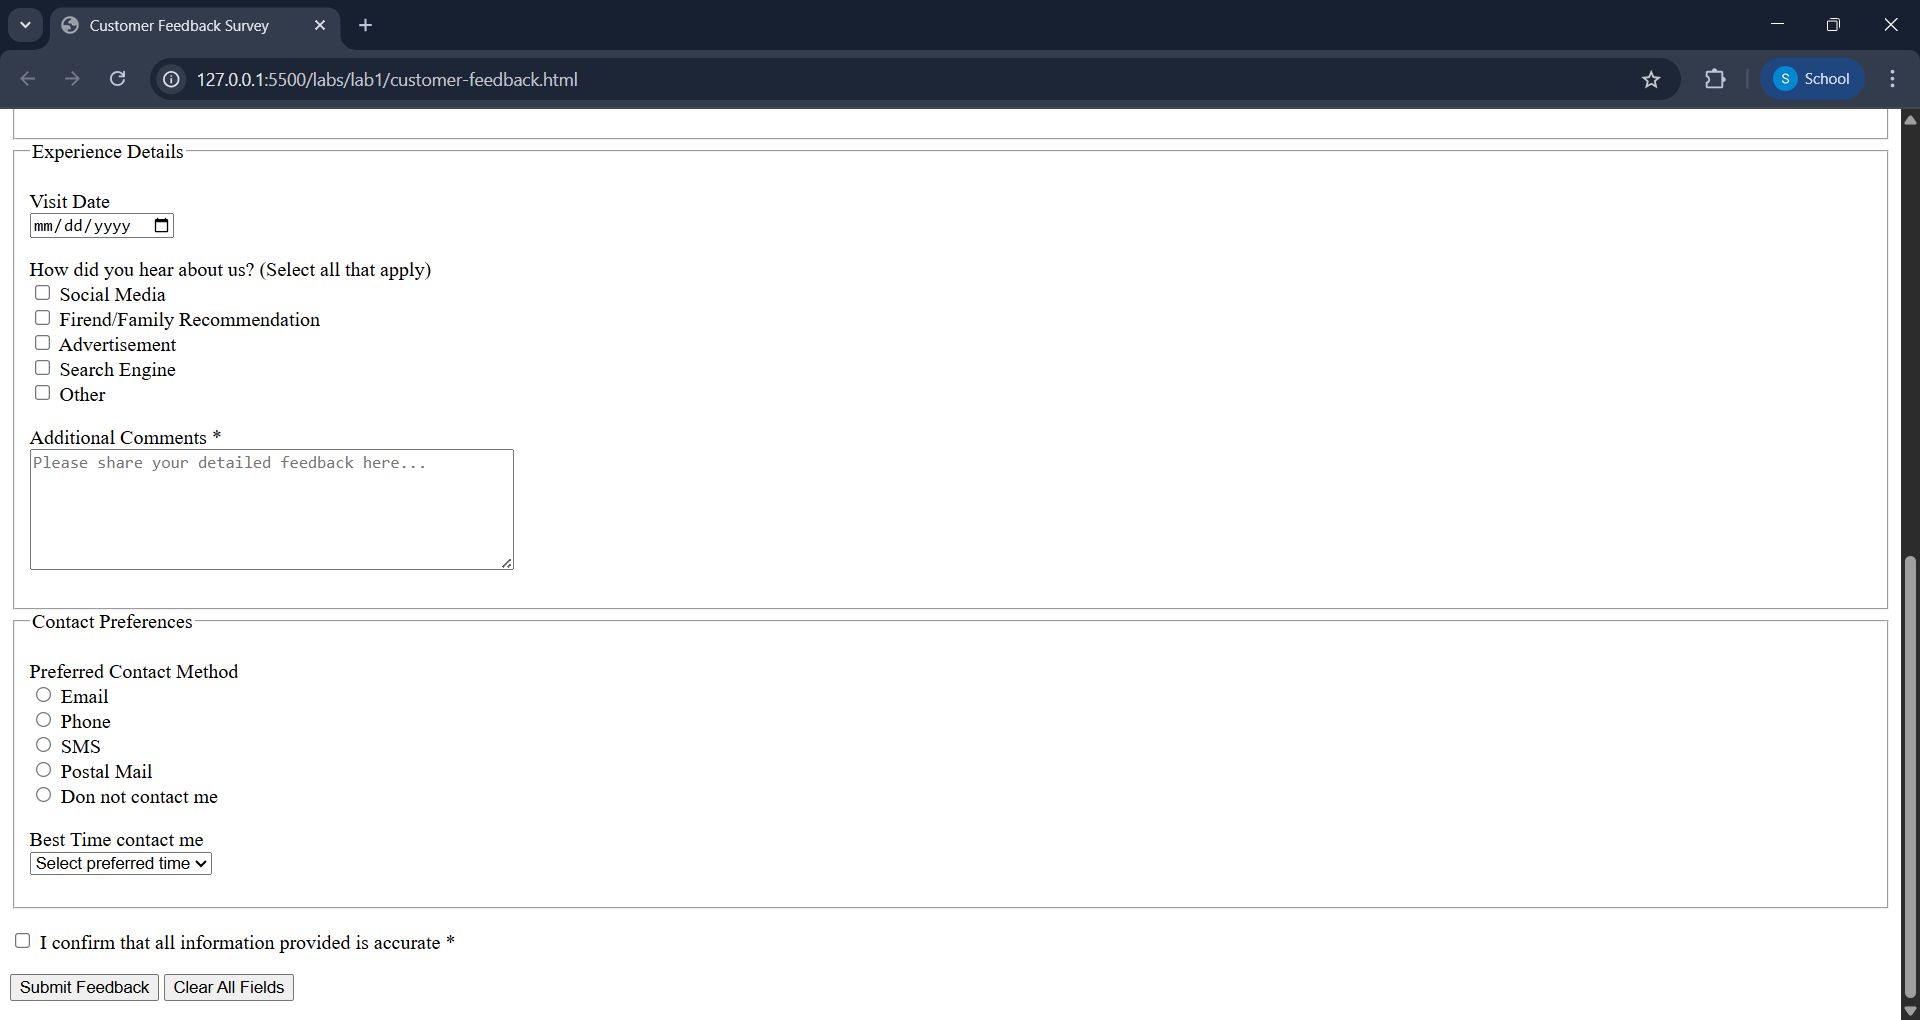 Customer Feedback Survey
127.0.0.1:5500/labs/lab1/customer-feedback.html
S School
Experience Details
Visit Date
mm/dd/yyyy
How did you hear about us? (Select all that apply)
Social Media
Firend/Family Recommendation
Advertisement
Search Engine
Other
Additional Comments *
Please share your detailed feedback here...
Contact Preferences
Preferred Contact Method
Email
Phone
SMS
Postal Mail
Don not contact me
Best Time contact me
Select preferred time
I confirm that all information provided is accurate *
Submit Feedback Clear All Fields